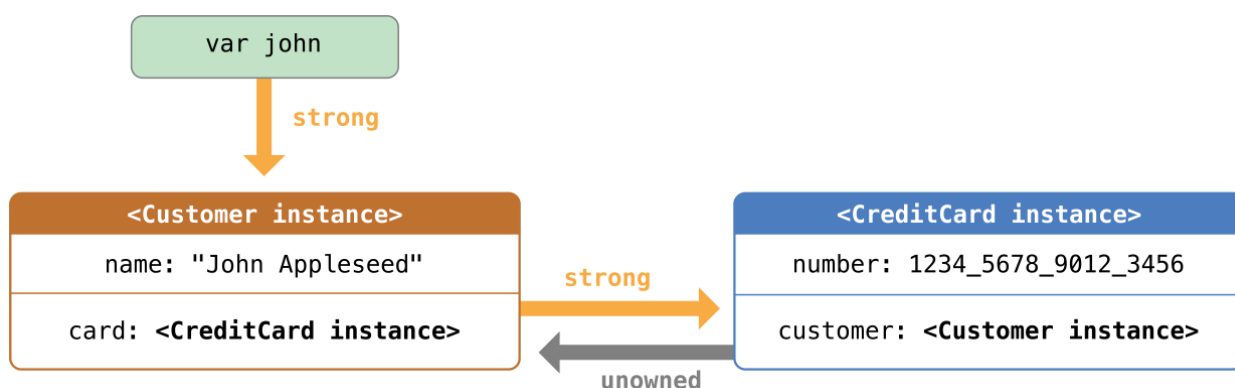 var john
strong
<Customer instance>
name: "John Appleseed"
card: <CreditCard instance>
strong
unowned
<CreditCard instance>
number: 1234_5678_9012_3456
customer: <Customer instance>